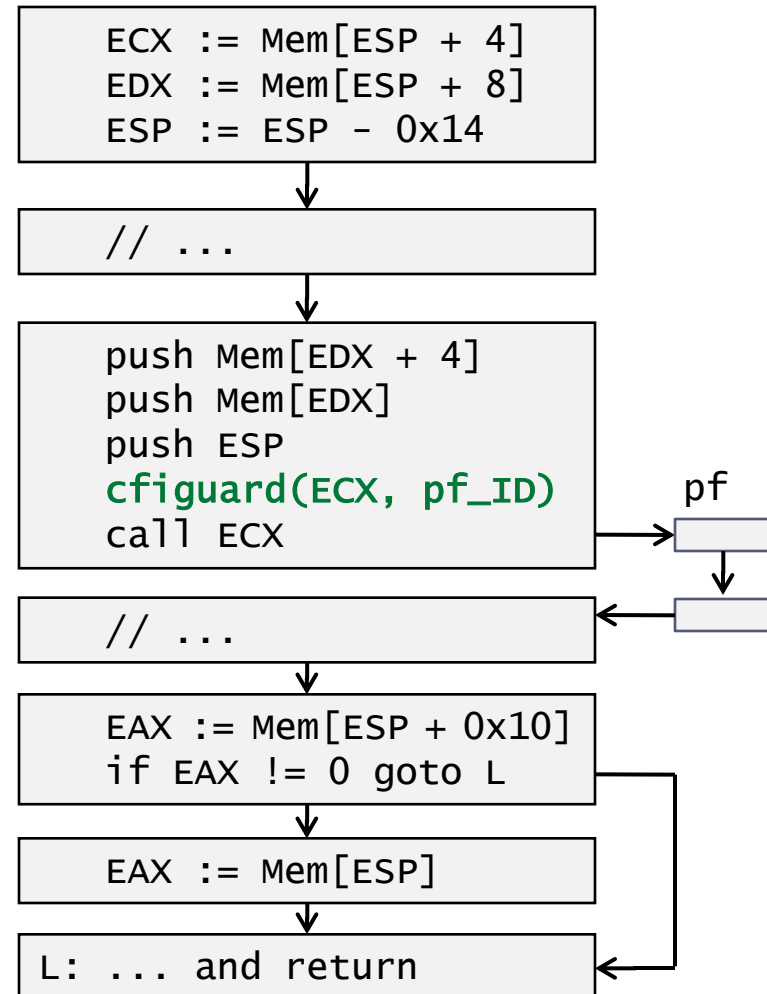 ECX := Mem[ESP + 4]
EDX := Mem[ESP + 8]
ESP := ESP - 0x14
// ...
push Mem[EDX + 4]
push Mem[EDX]
push ESP
cfiguard(ECX, pf_ID)
call ECX
pf
// ...
EAX := Mem[ESP + 0x10]
if EAX != 0 goto L
EAX := Mem[ESP]
L: ... and return